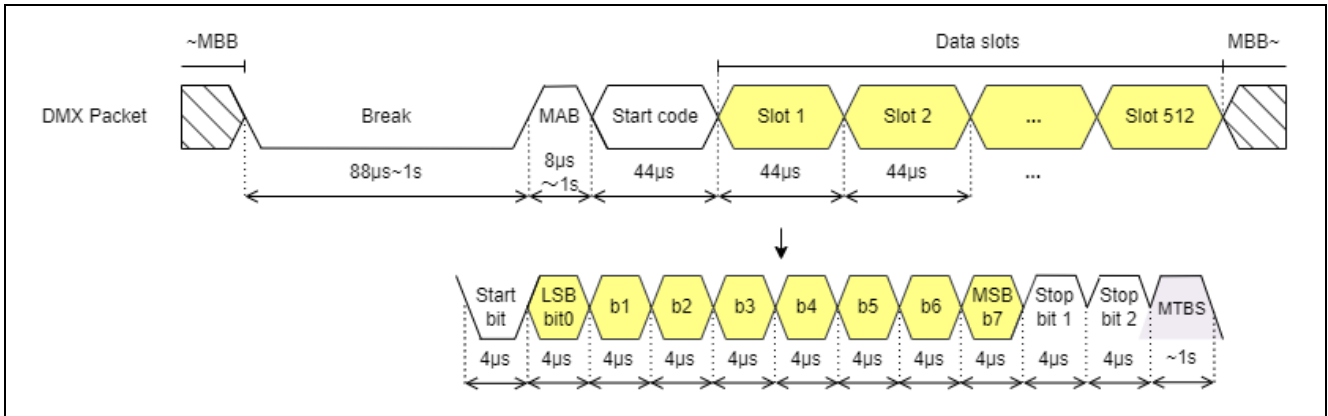 ~MBB
Data slots
MBB~
DMX Packet
Break
MAB
Start code
Slot 1
Slot 2
...
Slot 512
88μs~1s
8μs
～1s
44μs
44μs
44μs
...
Start
bit
LSB
bit0
b1
b2
b3
b4
b5
b6
MSB
b7
Stop
bit 1
Stop
bit 2
MTBS
4μs
4μs
4μs
4μs
4μs
4μs
4μs
4μs
4μs
4μs
4μs
~1s